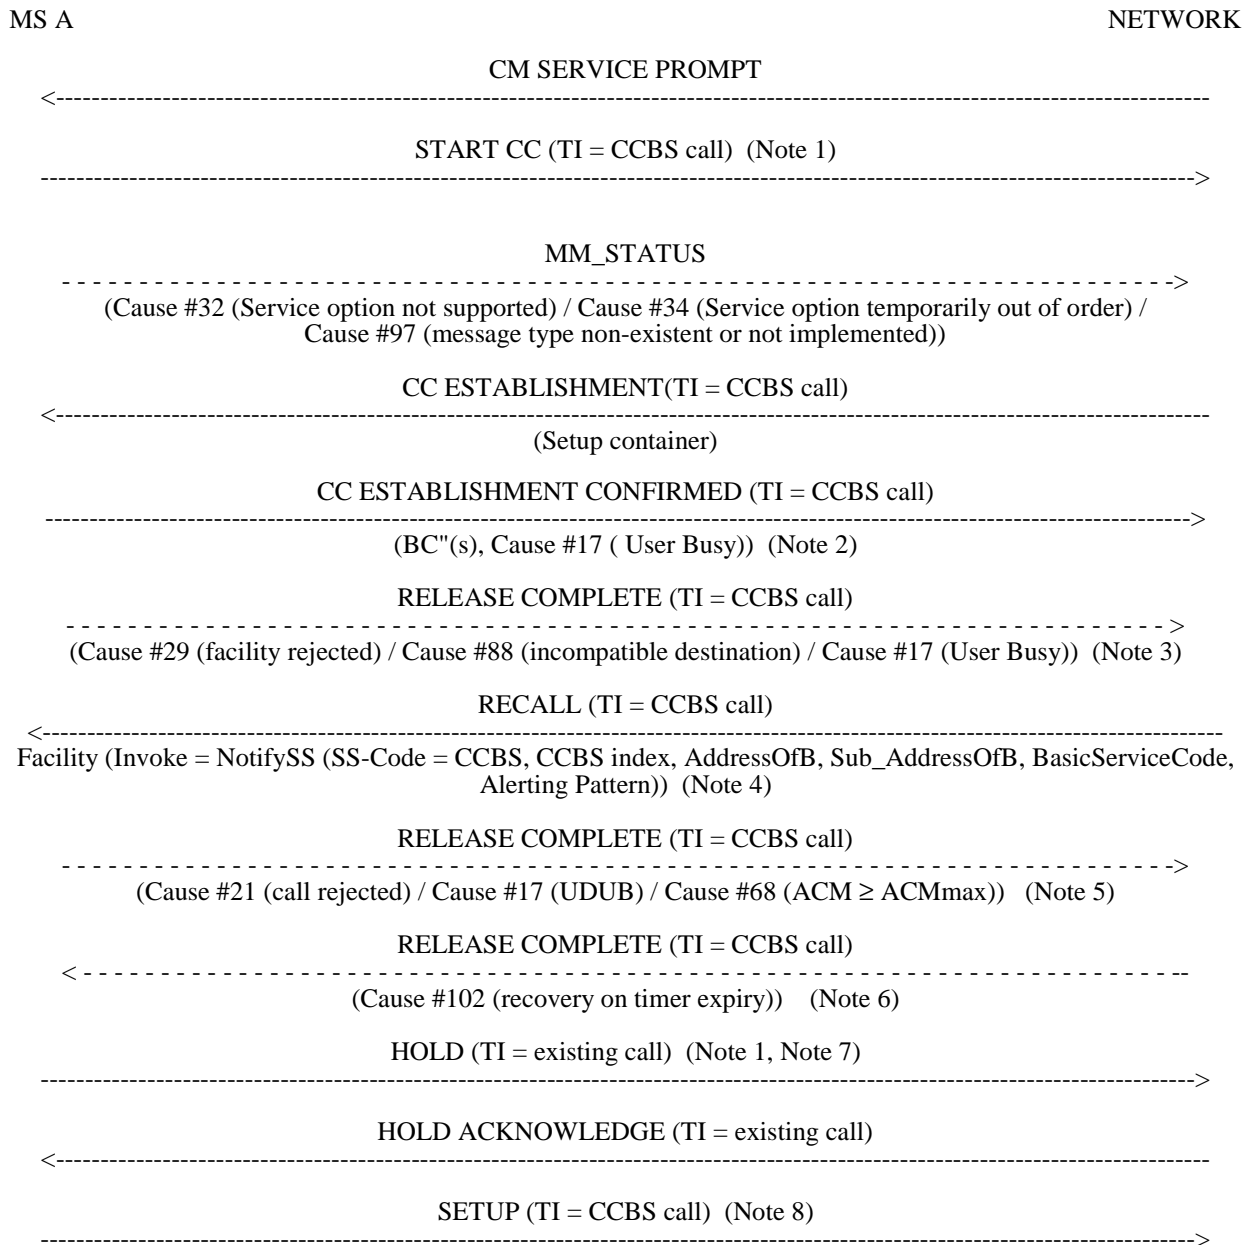 MS A NETWORK
CM SERVICE PROMPT
START CC (TI = CCBS call) (Note 1)
MM_STATUS
(Cause #32 (Service option not supported) / Cause #34 (Service option temporarily out of order) /
Cause #97 (message type non-existent or not implemented))
CC ESTABLISHMENT(TI = CCBS call)
(Setup container)
CC ESTABLISHMENT CONFIRMED (TI = CCBS call)
(BC"(s), Cause #17 ( User Busy)) (Note 2)
RELEASE COMPLETE (TI = CCBS call)
(Cause #29 (facility rejected) / Cause #88 (incompatible destination) / Cause #17 (User Busy)) (Note 3)
RECALL (TI = CCBS call)
Facility (Invoke = NotifySS (SS-Code = CCBS, CCBS index, AddressOfB, Sub_AddressOfB, BasicServiceCode,
Alerting Pattern)) (Note 4)
RELEASE COMPLETE (TI = CCBS call)
(Cause #21 (call rejected) / Cause #17 (UDUB) / Cause #68 (ACM ≥ ACMmax)) (Note 5)
RELEASE COMPLETE (TI = CCBS call)
(Cause #102 (recovery on timer expiry)) (Note 6)
HOLD (TI = existing call) (Note 1, Note 7)
HOLD ACKNOWLEDGE (TI = existing call)
SETUP (TI = CCBS call) (Note 8)